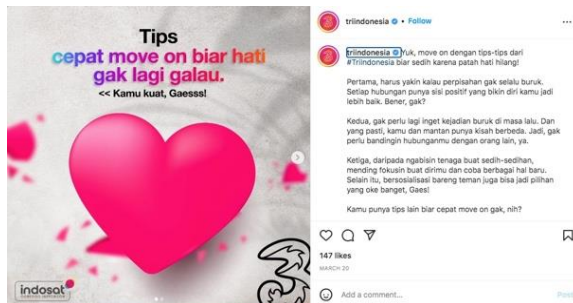 Tips
cepat move on biar hati
gak lagi galau.
<< Kamu kuat, Gaesss!
indosat
triindonesia • Follow
triindonesia Yuk, move on dengan tips-tips dari
#Triindonesia biar sedih karena patah hati hilang!
Pertama, harus yakin kalau perpisahan gak selalu buruk.
Setiap hubungan punya sisi positif yang bikin diri kamu jadi
lebih baik. Bener, gak?
Kedua, gak perlu lagi inget kejadian buruk di masa lalu. Dan
yang pasti, kamu dan mantan punya kisah berbeda. Jadi, gak
perlu bandingin hubunganmu dengan orang lain, ya.
Ketiga, daripada ngabisin tenaga buat sedih-sedihan,
mending fokusin buat dirimu dan coba berbagai hal baru.
Selain itu, bersosialisasi bareng teman juga bisa jadi pilihan
yang oke banget, Gaes!
Kamu punya tips lain biar cepat move on gak, nih?
147 likes
MARCH 20
Add a comment...
Post